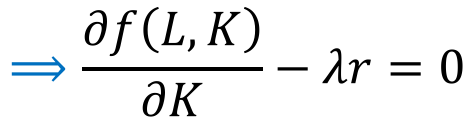 ⟹ ∂f(L, K)/∂K − λr = 0